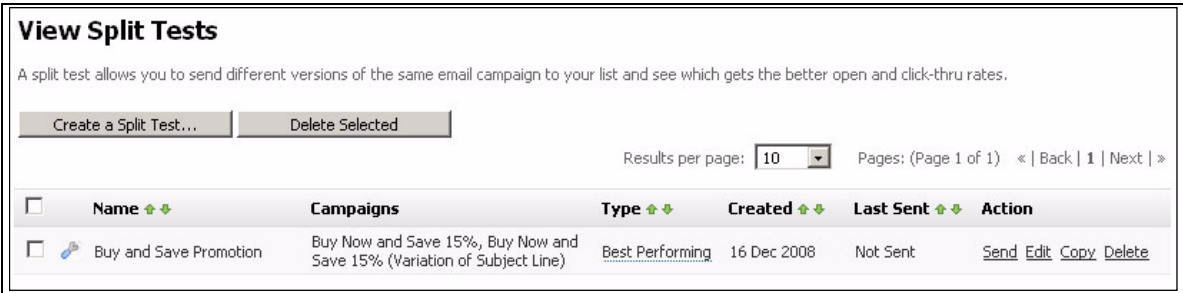 View Split Tests
A split test allows you to send different versions of the same email campaign to your list and see which gets the better open and click-thru rates.
Create a Split Test... Delete Selected
Results per page: 10 Pages: (Page 1 of 1) « | Back | 1 | Next | »
Name Campaigns Type Created Last Sent Action
Buy and Save Promotion Buy Now and Save 15%, Buy Now and Save 15% (Variation of Subject Line) Best Performing 16 Dec 2008 Not Sent Send Edit Copy Delete